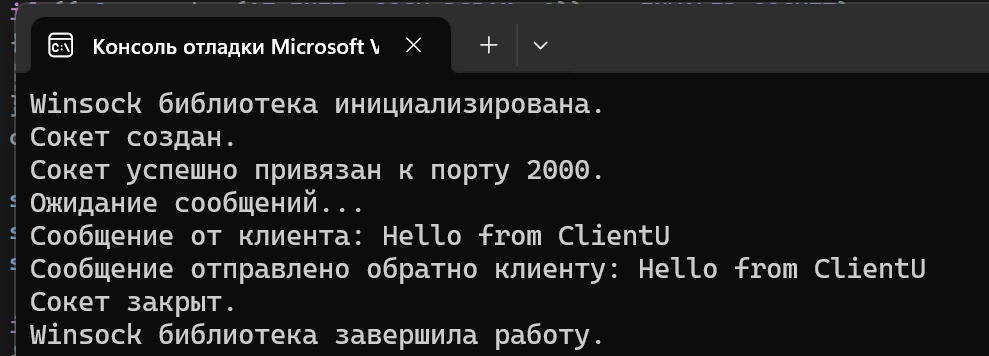 Консоль отладки Microsoft V
Winsock библиотека инициализирована.
Сокет создан.
Сокет успешно привязан к порту 2000.
Ожидание сообщений...
Сообщение от клиента: Hello from ClientU
Сообщение отправлено обратно клиенту: Hello from ClientU
Сокет закрыт.
Winsock библиотека завершила работу.